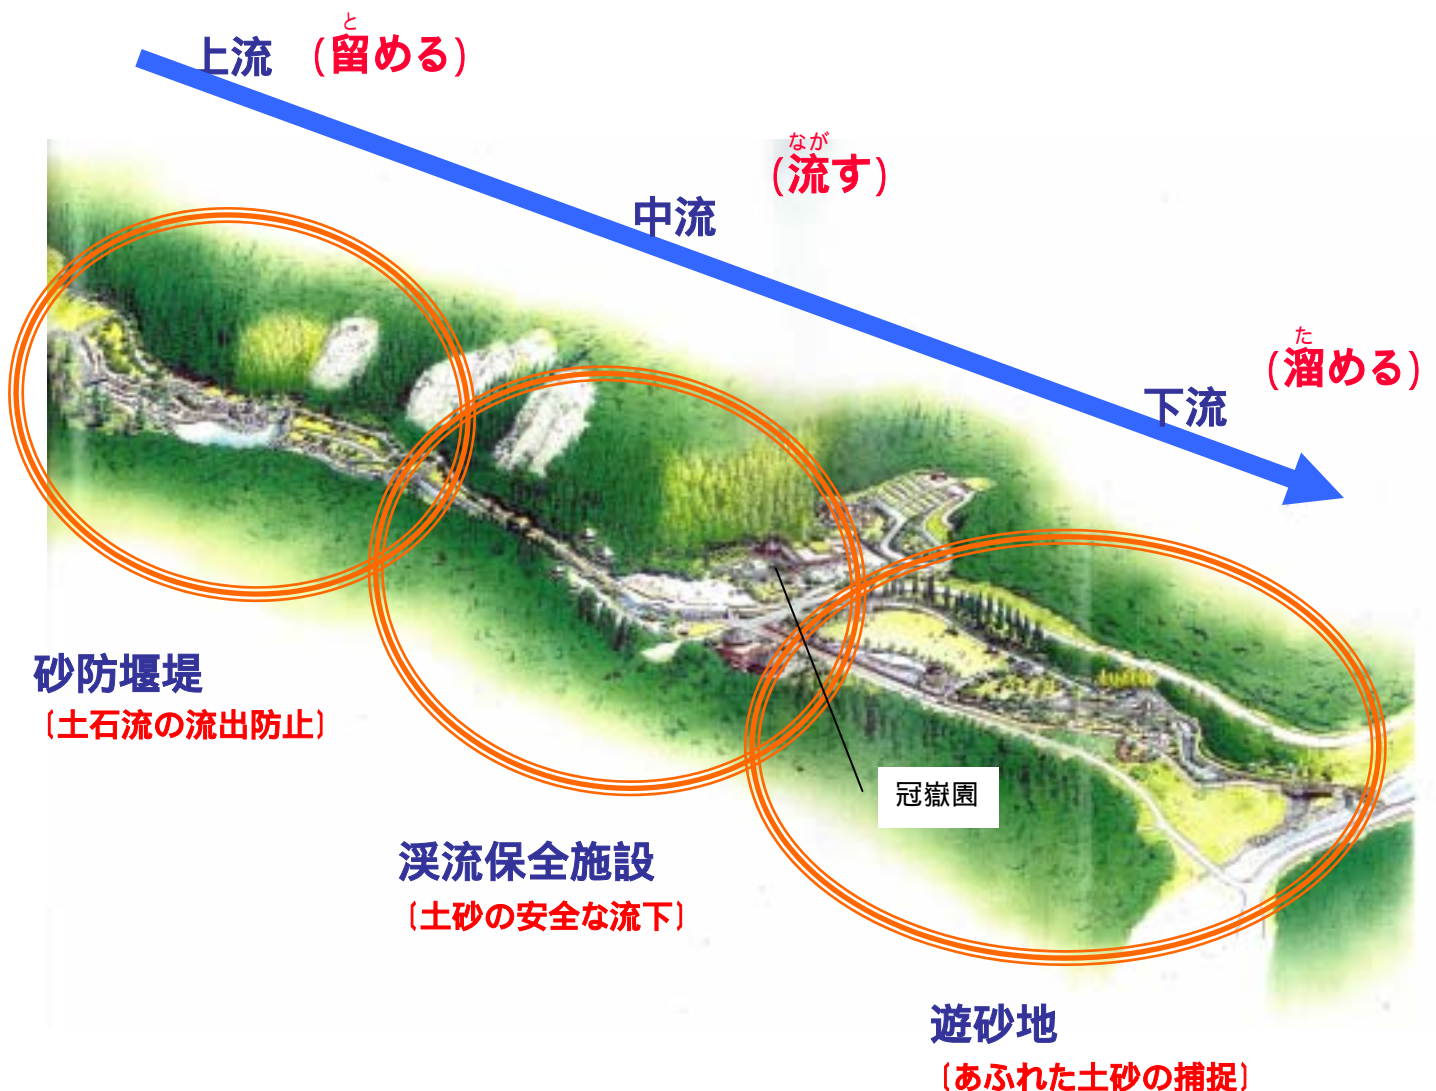 と
上流 (留める)
なが
(流す)
中流
た
(溜める)
下流
砂防堰堤
〔土石流の流出防止〕
冠嶽園
渓流保全施設
〔土砂の安全な流下〕
遊砂地
〔あふれた土砂の捕捉〕